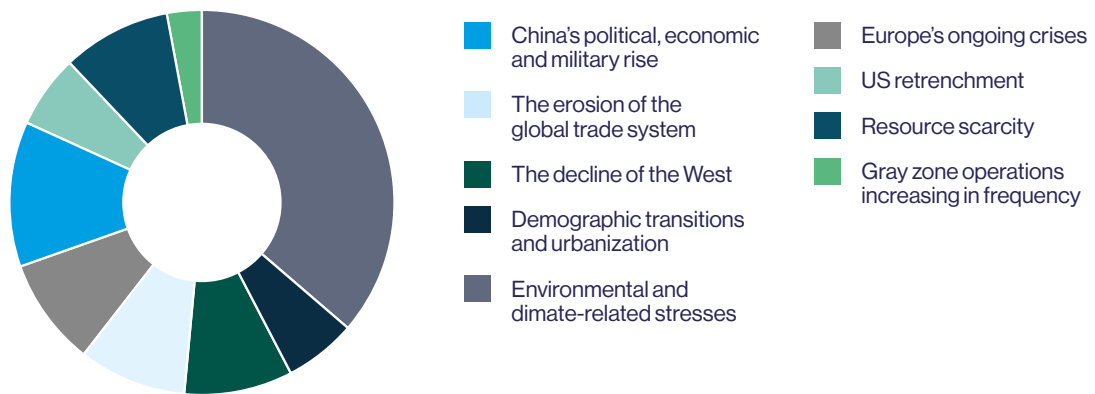 China's political, economic
and military rise
The erosion of the
global trade system
The decline of the West
Demographic transitions
and urbanization
Environmental and
dimate-related stresses
Europe's ongoing crises
US retrenchment
Resource scarcity
Gray zone operations
increasing in frequency